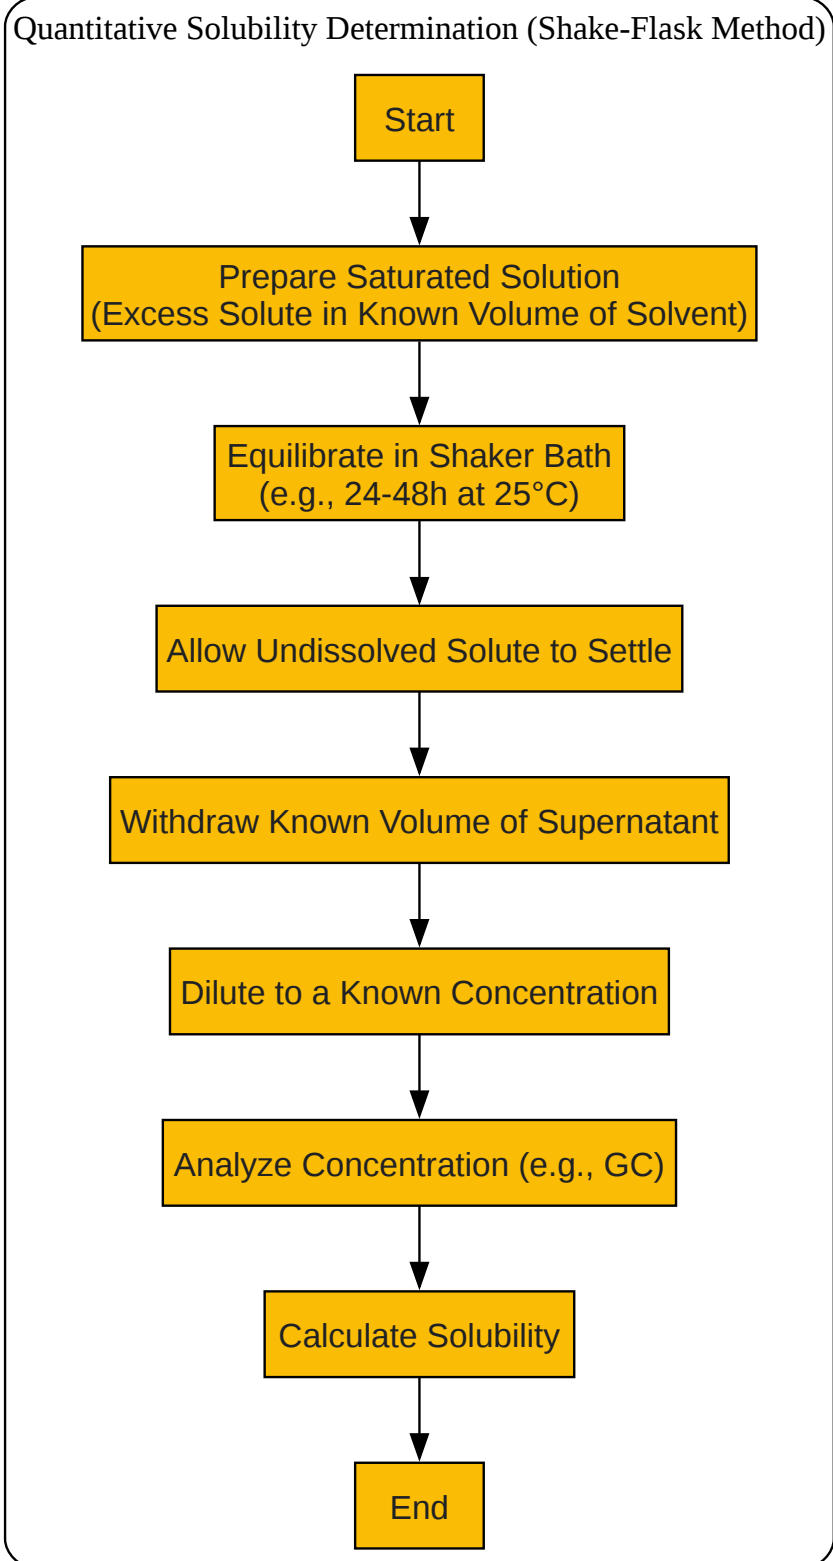 Quantitative Solubility Determination (Shake-Flask Method)
Start
Prepare Saturated Solution
(Excess Solute in Known Volume of Solvent)
Equilibrate in Shaker Bath
(e.g., 24-48h at 25°C)
Allow Undissolved Solute to Settle
Withdraw Known Volume of Supernatant
Dilute to a Known Concentration
Analyze Concentration (e.g., GC)
Calculate Solubility
End